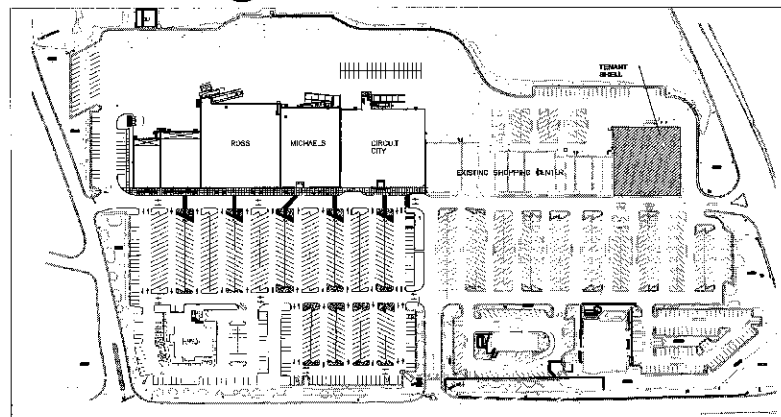 TENANT
SHELL
ROSS
MICHAELS
CIRCUIT
CITY
EXISTING SHOPPING CENTER